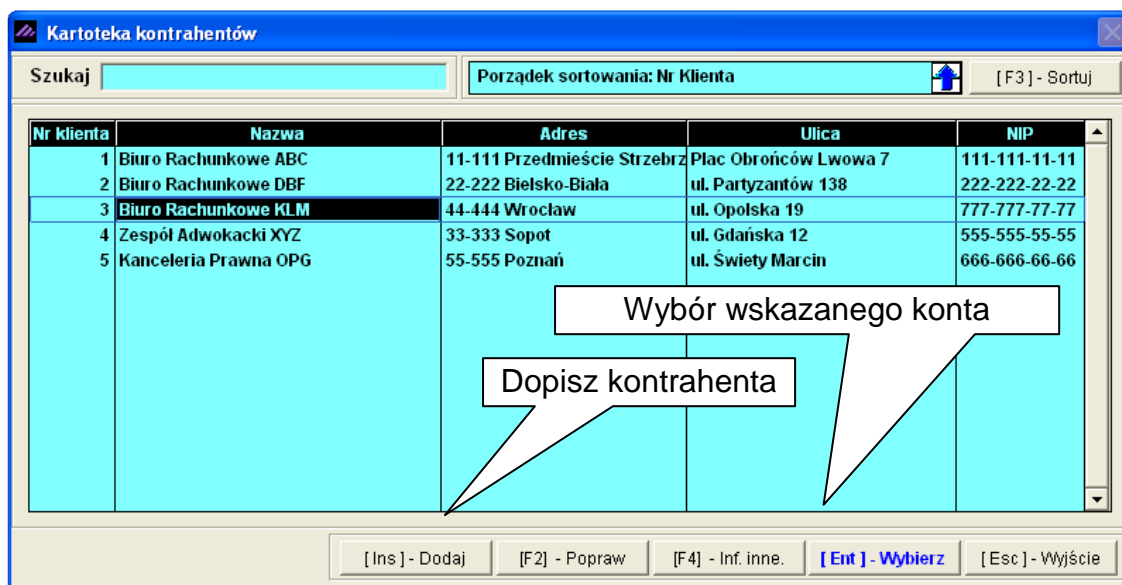 Kartoteka kontrahentów
Szukaj Porządek sortowania: Nr Klienta [F3] - Sortuj
Nr klienta Nazwa Adres Ulica NIP
1 Biuro Rachunkowe ABC 11-111 Przedmieście Strzebrz Plac Obrońców Lwowa 7 111-111-11-11
2 Biuro Rachunkowe DBF 22-222 Bielsko-Biała ul. Partyzantów 138 222-222-22-22
3 Biuro Rachunkowe KLM 44-444 Wrocław ul. Opolska 19 777-777-77-77
4 Zespół Adwokacki XYZ 33-333 Sopot ul. Gdańska 12 555-555-55-55
5 Kanceleria Prawna OPG 55-555 Poznań ul. Świety Marcin 666-666-66-66
Wybór wskazanego konta
Dopisz kontrahenta
[Ins] - Dodaj [F2] - Popraw [F4] - Inf. inne. [Ent] - Wybierz [Esc] - Wyjście